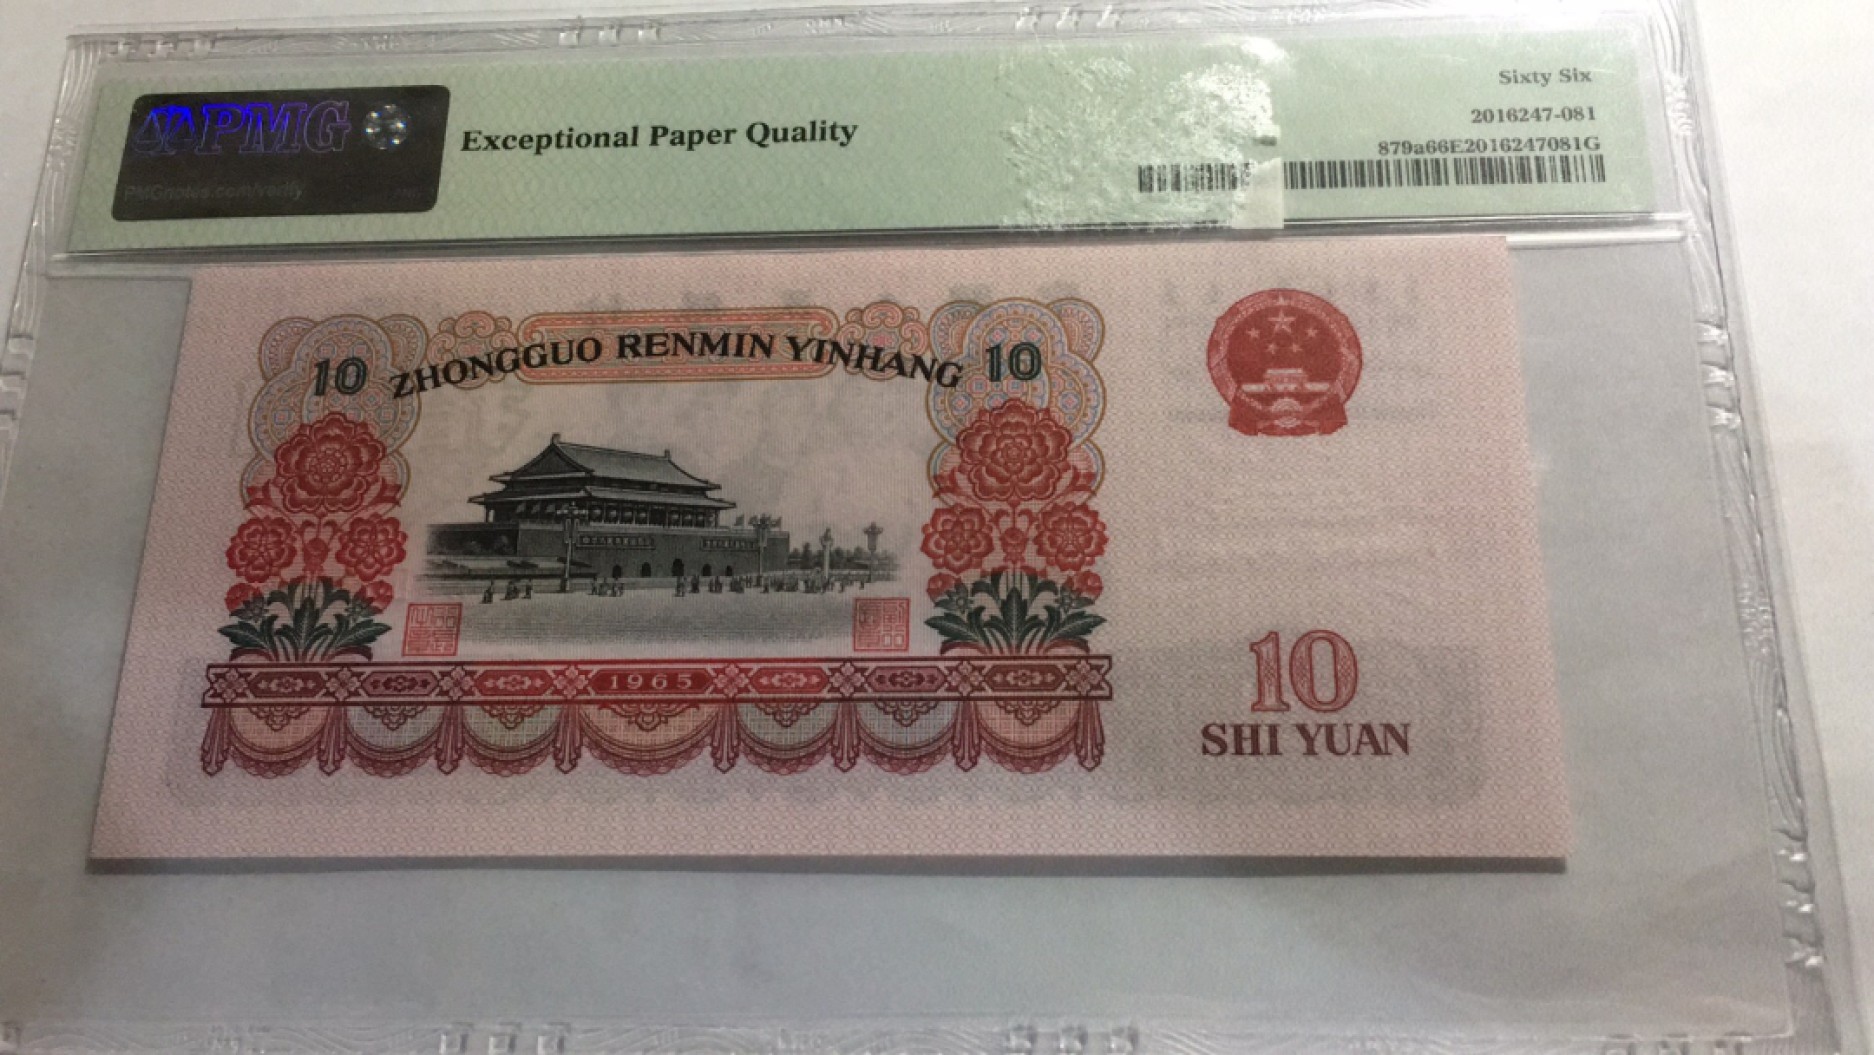 PMG
PMGnotes.com/verify
Exceptional Paper Quality
Sixty Six
2016247-081
879a66E2016247081G
10 ZHONGGUO RENMIN YINHANG 10
1965
10
SHI YUAN